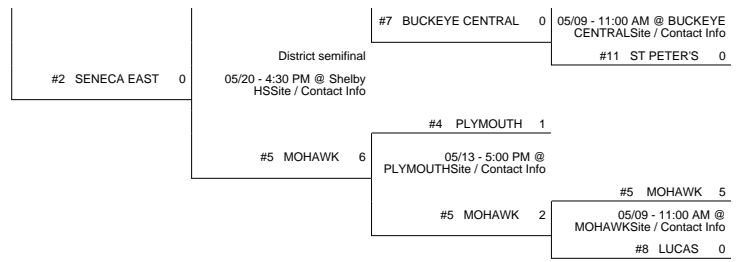 #7 BUCKEYE CENTRAL 0
05/09 - 11:00 AM @ BUCKEYE
CENTRALSite / Contact Info
#11 ST PETER'S 0
District semifinal
#2 SENECA EAST 0
05/20 - 4:30 PM @ Shelby
HSSite / Contact Info
#4 PLYMOUTH 1
#5 MOHAWK 6
05/13 - 5:00 PM @
PLYMOUTHSite / Contact Info
#5 MOHAWK 5
#5 MOHAWK 2
05/09 - 11:00 AM @
MOHAWKSite / Contact Info
#8 LUCAS 0